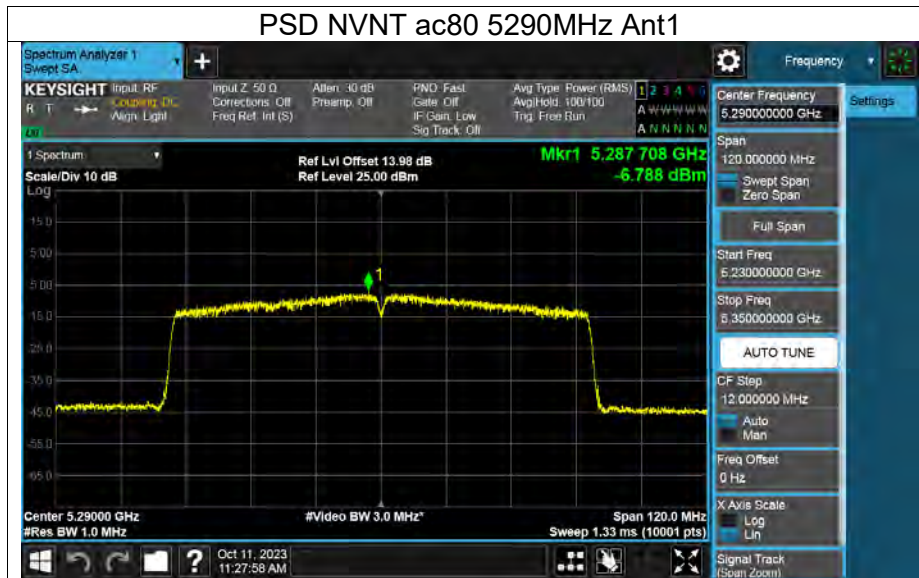 PSD NVNT ac80 5290MHz Ant1
Spectrum Analyzer 1
Swept SA
+
Frequency
KEYSIGHT
R T
Input: RF
Coupling: DC
Align: Light
Input Z: 50 Ω
Corrections: Off
Freq Ref: Int (S)
Atten: 30 dB
Preamp: Off
PNO: Fast
Gate: Off
IF Gain: Low
Sig Track: Off
Avg Type: Power (RMS)
Avg|Hold: 100/100
Trig: Free Run
1 2 3 4 5 6
A W W W W W
A N N N N N
1 Spectrum
Scale/Div 10 dB
Ref Lvl Offset 13.98 dB
Ref Level 25.00 dBm
Mkr1 5.287 708 GHz
-6.788 dBm
Log
15.0
5.00
-5.00
-15.0
-25.0
-35.0
-45.0
-55.0
-65.0
1
Center 5.29000 GHz
#Res BW 1.0 MHz
#Video BW 3.0 MHz*
Span 120.0 MHz
Sweep 1.33 ms (10001 pts)
Center Frequency
5.290000000 GHz
Settings
Span
120.000000 MHz
Swept Span
Zero Span
Full Span
Start Freq
5.230000000 GHz
Stop Freq
5.350000000 GHz
AUTO TUNE
CF Step
12.000000 MHz
Auto
Man
Freq Offset
0 Hz
X Axis Scale
Log
Lin
Signal Track
(Span Zoom)
?
Oct 11, 2023
11:27:58 AM